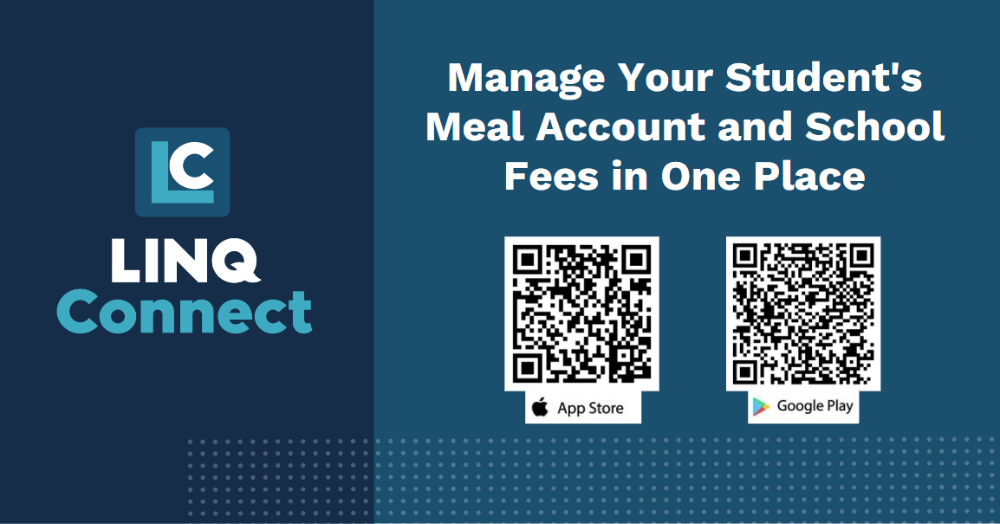 LC
LINQ
Connect
Manage Your Student's
Meal Account and School
Fees in One Place
App Store
Google Play